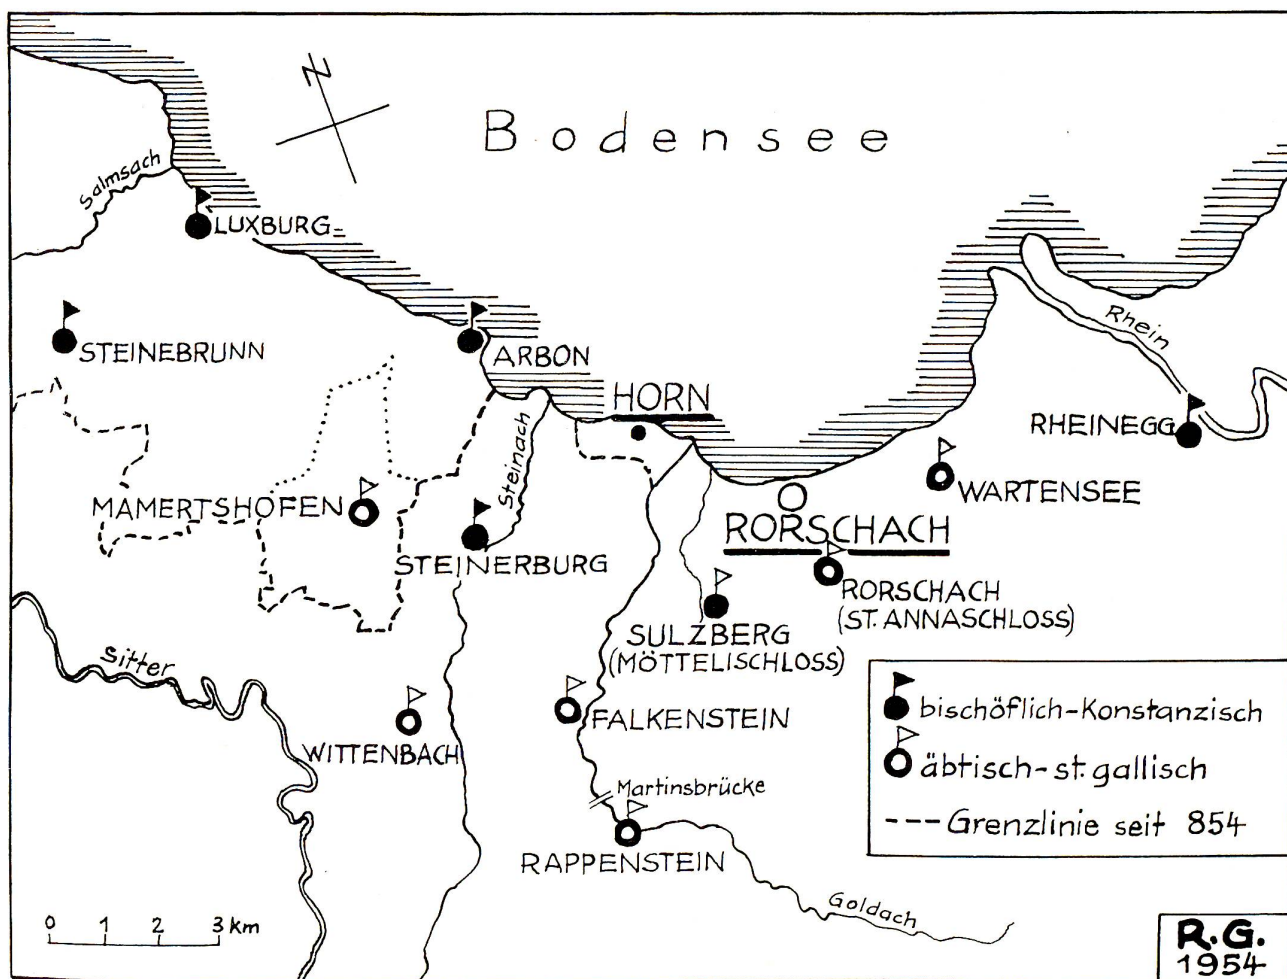 N
Bodensee
Salmsach
LUXBURG
STEINEBRUNN
ARBON
HORN
Rhein
RHEINEGG
Steinach
MAMERTSHOFEN
WARTENSEE
RORSCHACH
STEINERBURG
RORSCHACH
(ST. ANNASCHLOSS)
SULZBERG
(MÖTTELISCHLOSS)
Sitter
FALKENSTEIN
WITTENBACH
Martinsbrücke
RAPPENSTEIN
Goldach
bischöflich-Konstanzisch
äbtisch-st. gallisch
Grenzlinie seit 854
0 1 2 3 km
R.G.
1954